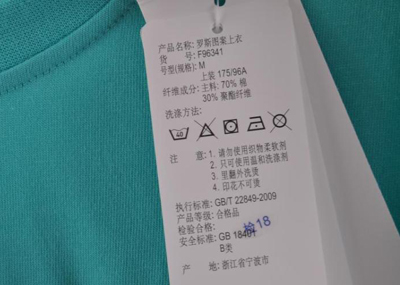 产品名称: 罗斯图案上衣
货　　号: F96341
号型(规格): M
上装 175/96A
纤维成分: 主料: 70% 棉
30% 聚酯纤维
洗涤方法:
40
注　意: 1. 请勿使用织物柔软剂
2. 只可使用温和洗涤剂
3. 里翻外洗烫
4. 印花不可烫
执行标准: GB/T 22849-2009
产品等级: 合格品
检验合格: 检18
安全标准: GB 18401
B类
产　　地: 浙江省宁波市